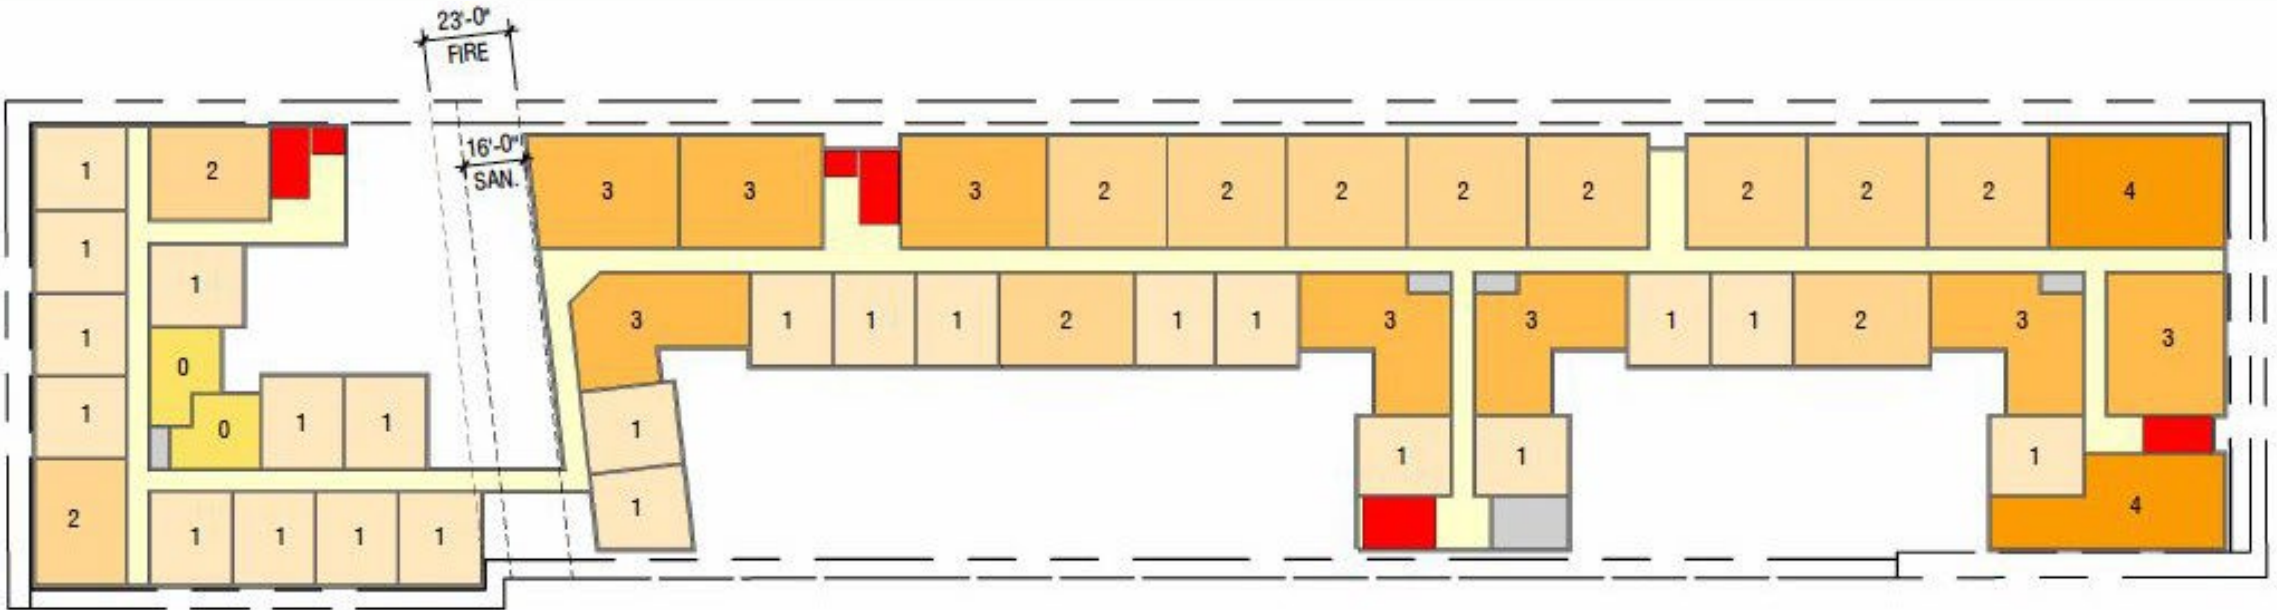 23'-0"
FIRE
16'-0"
SAN.
1 2 3 3 3 2 2 2 2 2 2 2 2 4
1
1
1 3 1 1 1 2 1 1 3 3 1 1 2 3 3
0
1 0 1 1 1
1 1 1
2 1 1 1 1 1 4